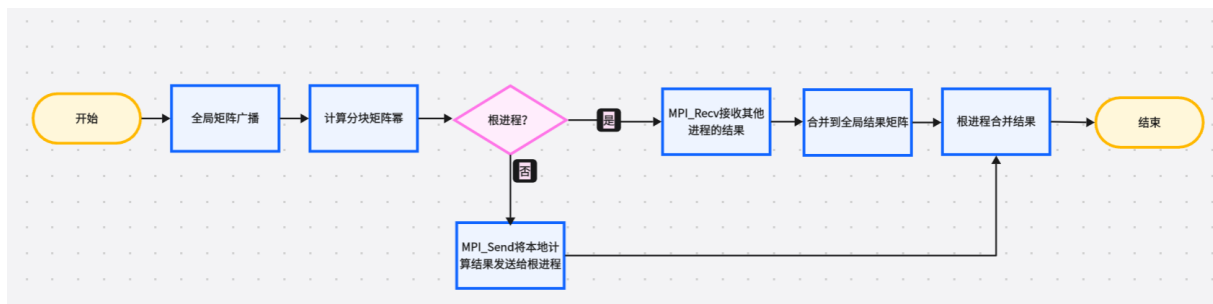 开始
全局矩阵广播
计算分块矩阵幂
根进程?
是
MPI_Recv接收其他
进程的结果
合并到全局结果矩阵
根进程合并结果
结束
否
MPI_Send将本地计
算结果发送给根进程